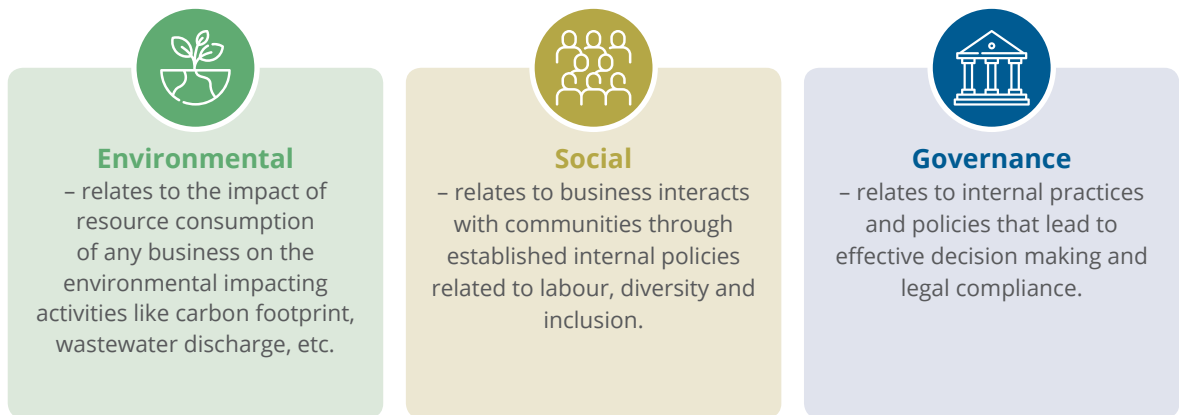 Environmental
– relates to the impact of
resource consumption
of any business on the
environmental impacting
activities like carbon footprint,
wastewater discharge, etc.
Social
– relates to business interacts
with communities through
established internal policies
related to labour, diversity and
inclusion.
Governance
– relates to internal practices
and policies that lead to
effective decision making and
legal compliance.